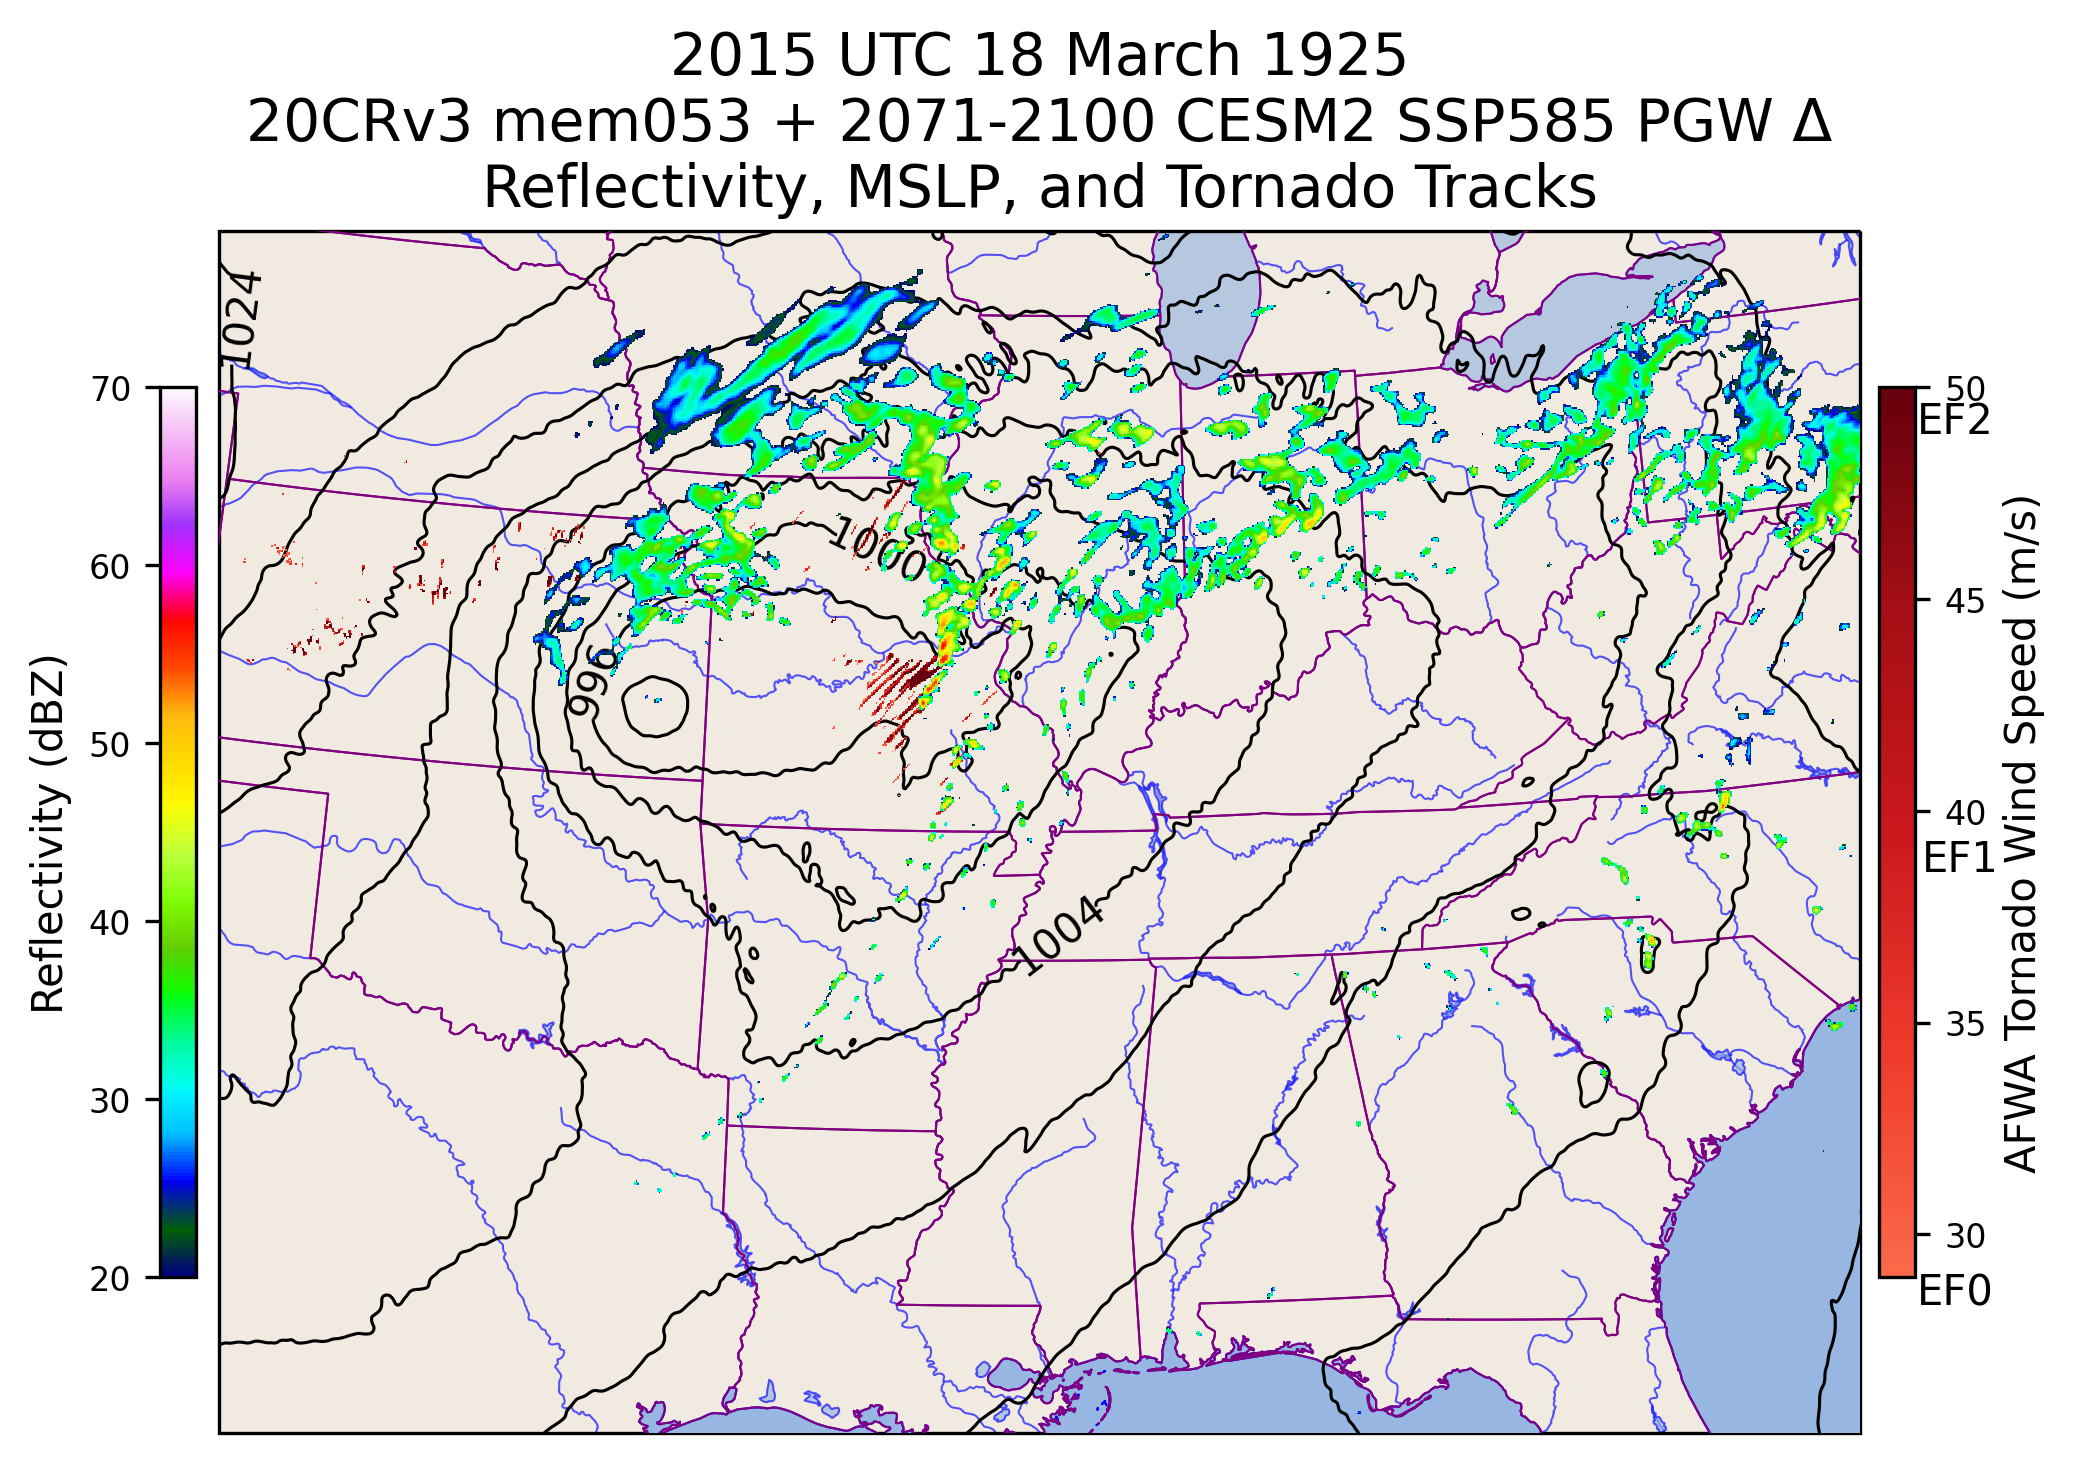 2015 UTC 18 March 1925
20CRv3 mem053 + 2071-2100 CESM2 SSP585 PGW Δ
Reflectivity, MSLP, and Tornado Tracks
1024
1000
996
1004
70
60
50
40
30
20
Reflectivity (dBZ)
50
EF2
45
40
EF1
35
30
EF0
AFWA Tornado Wind Speed (m/s)